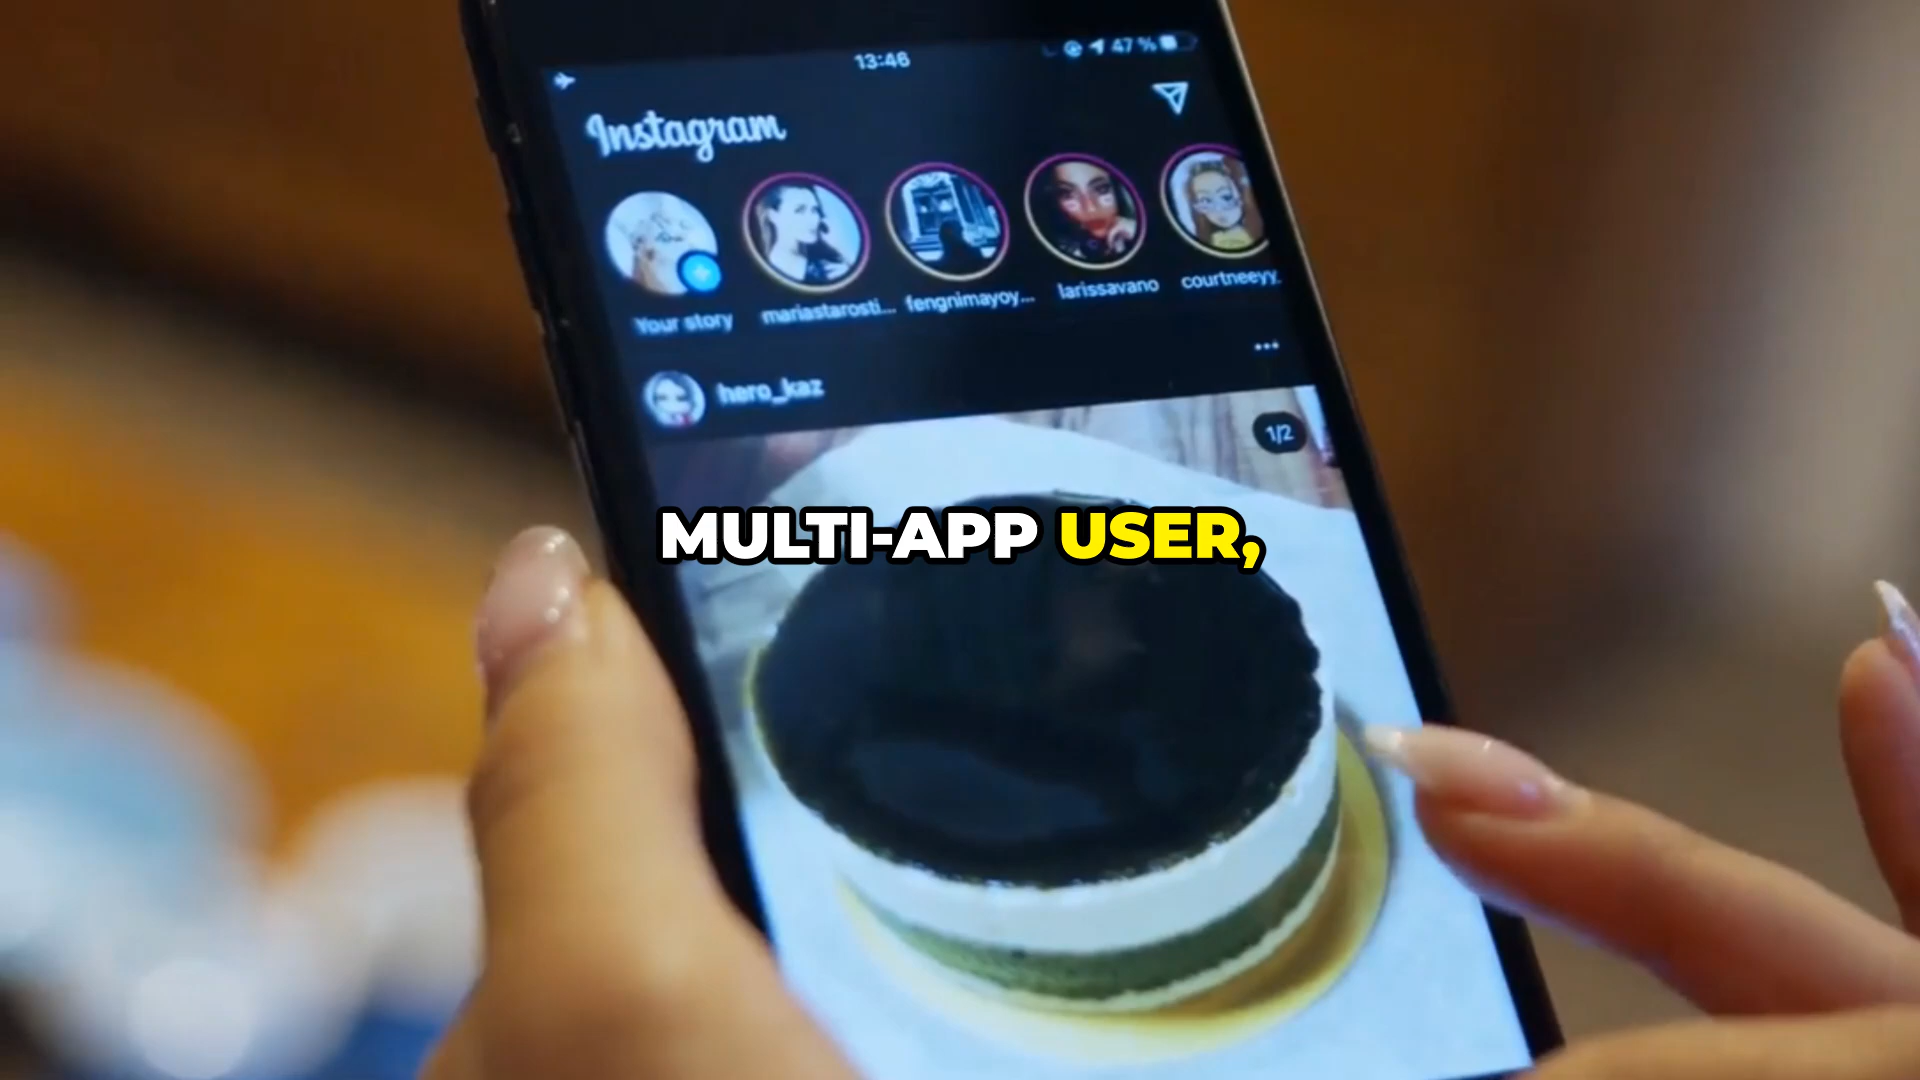 13:46
47%
Instagram
Your story
mariastarosti...
fengnimayoy...
larissavano
courtneeyy.
hero_kaz
1/2
MULTI-APP USER,